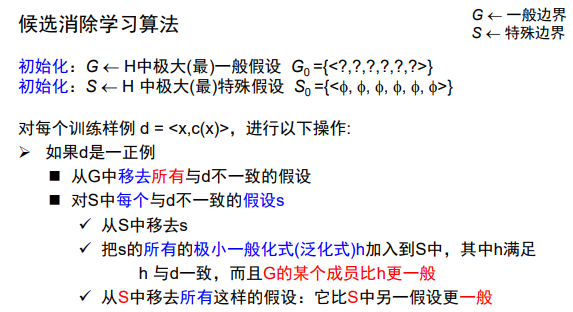 候选消除学习算法
G ← 一般边界
S ← 特殊边界
初始化：G ← H中极大(最)一般假设 G0 ={<?,?,?,?,?,?>}
初始化：S ← H 中极大(最)特殊假设 S0 ={<ϕ, ϕ, ϕ, ϕ, ϕ, ϕ>}
对每个训练样例 d = <x,c(x)>，进行以下操作:
➢ 如果d是一正例
■ 从G中移去所有与d不一致的假设
■ 对S中每个与d不一致的假设s
✓ 从S中移去s
✓ 把s的所有的极小一般化式(泛化式)h加入到S中，其中h满足
h 与d一致，而且G的某个成员比h更一般
✓ 从S中移去所有这样的假设：它比S中另一假设更一般